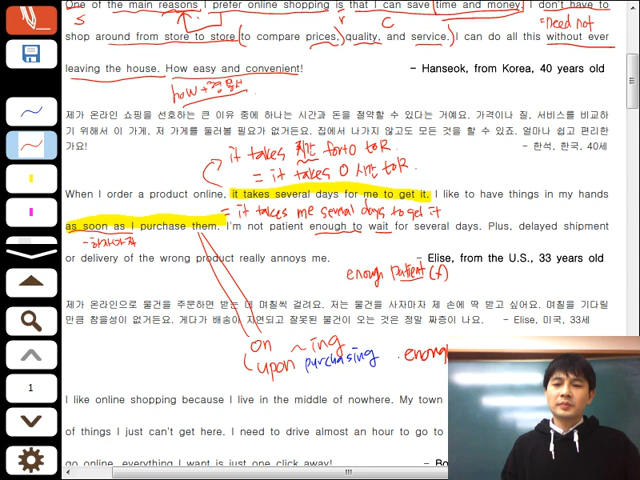 One of the main reasons I prefer online shopping is that I can save time and money. I don't have to
S
r
C
=need not
shop around from store to store (to compare prices, quality, and service.) I can do all this without ever
leaving the house. How easy and convenient!
- Hanseok, from Korea, 40 years old
how+형용사
제가 온라인 쇼핑을 선호하는 큰 이유 중에 하나는 시간과 돈을 절약할 수 있다는 거예요. 가격이나 질, 서비스를 비교하
기 위해서 이 가게, 저 가게를 둘러볼 필요가 없거든요. 집에서 나가지 않고도 모든 것을 할 수 있죠. 얼마나 쉽고 편리한
가요!
- 한석, 한국, 40세
it takes 시간 for+O to R
= it takes O 시간 to R.
When I order a product online, it takes several days for me to get it. I like to have things in my hands
= it takes me several days to get it
as soon as I purchase them. I'm not patient enough to wait for several days. Plus, delayed shipment
~하자마자
or delivery of the wrong product really annoys me.
- Elise, from the U.S., 33 years old
enough patient (x)
제가 온라인으로 물건을 주문하면 받는 데 며칠씩 걸려요. 저는 물건을 사자마자 제 손에 딱 받고 싶어요. 며칠을 기다릴
만큼 참을성이 없거든요. 게다가 배송이 지연되고 잘못된 물건이 오는 것은 정말 짜증이 나요.
- Elise, 미국, 33세
on ~ing
upon purchasing
. enough
I like online shopping because I live in the middle of nowhere. My town
1
of things I just can't get here. I need to drive almost an hour to go to
go online, everything I want is just one click away!
- Bo